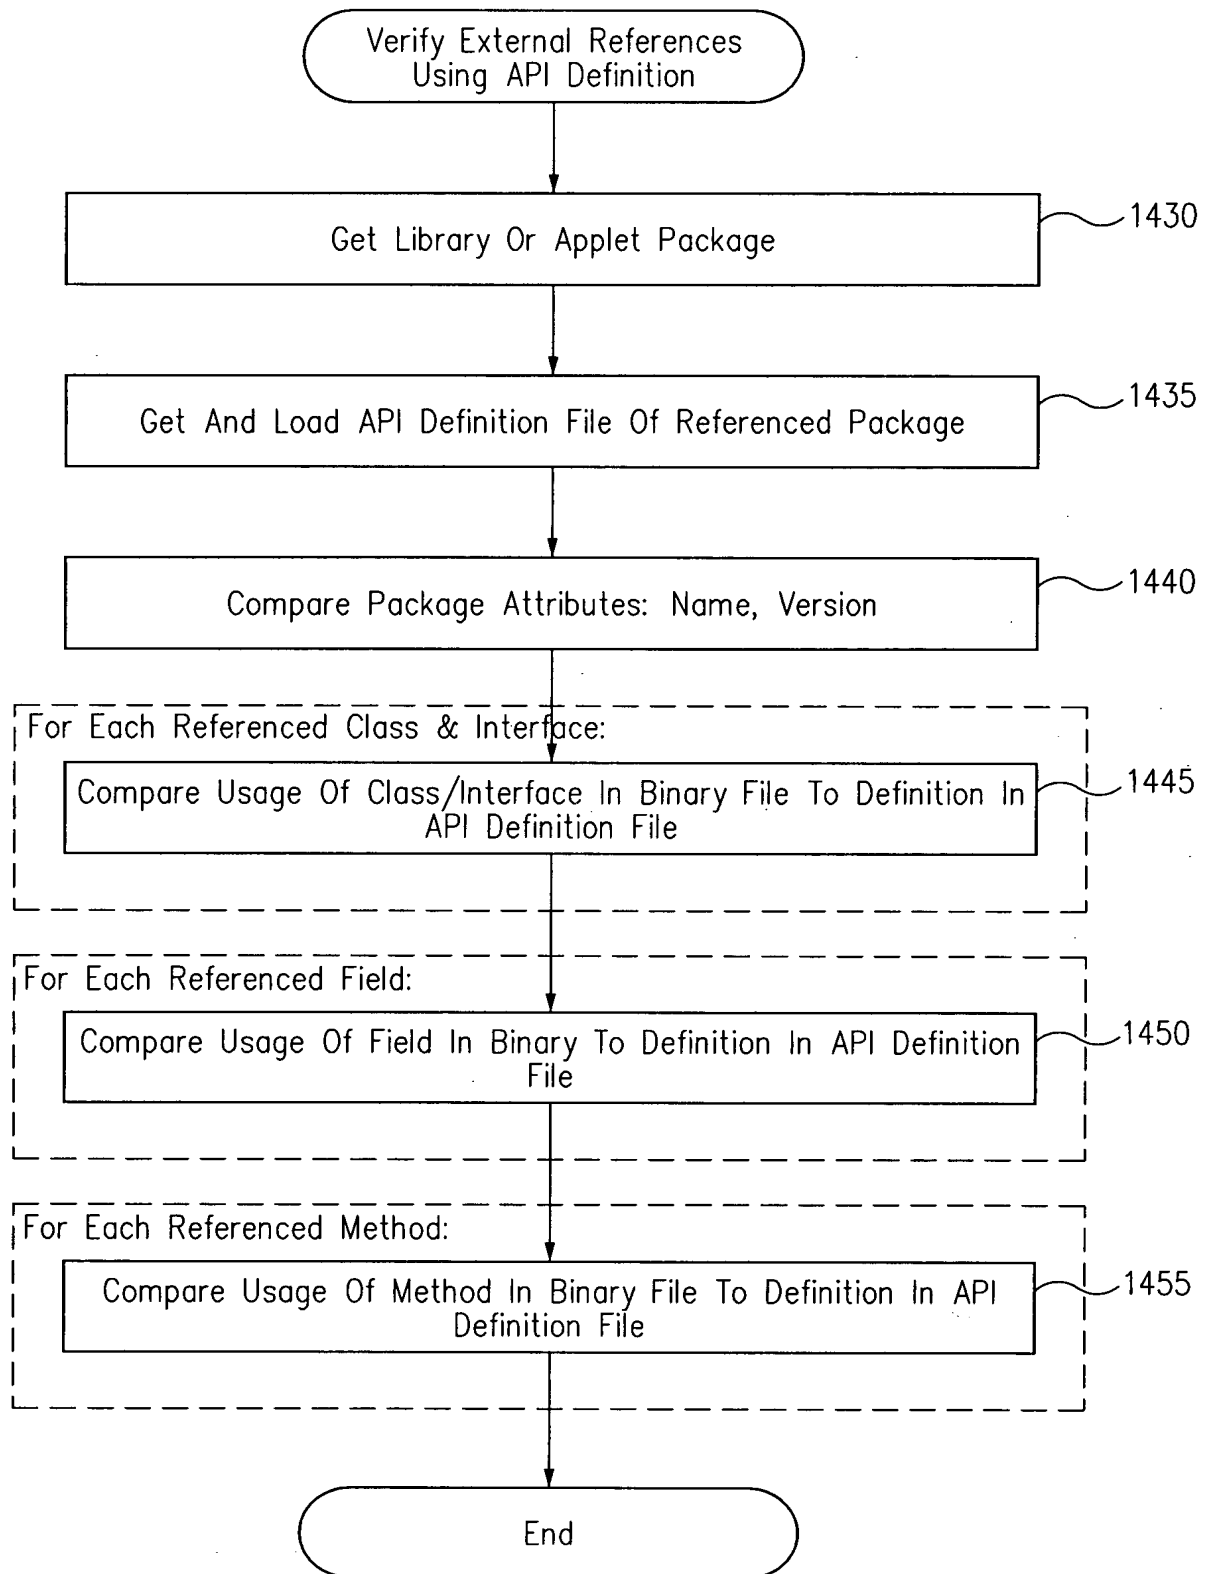 Verify External References
Using API Definition
1430
Get Library Or Applet Package
1435
Get And Load API Definition File Of Referenced Package
1440
Compare Package Attributes: Name, Version
For Each Referenced Class & Interface:
1445
Compare Usage Of Class/Interface In Binary File To Definition In
API Definition File
For Each Referenced Field:
1450
Compare Usage Of Field In Binary To Definition In API Definition
File
For Each Referenced Method:
1455
Compare Usage Of Method In Binary File To Definition In API
Definition File
End